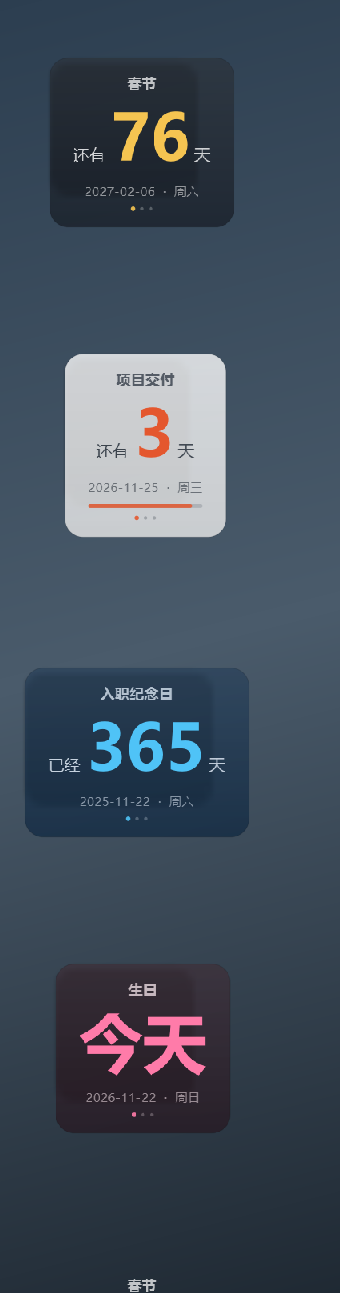 春节
还有 76 天
2027-02-06 · 周六
项目交付
还有 3 天
2026-11-25 · 周三
入职纪念日
已经 365 天
2025-11-22 · 周六
生日
今天
2026-11-22 · 周日
春节